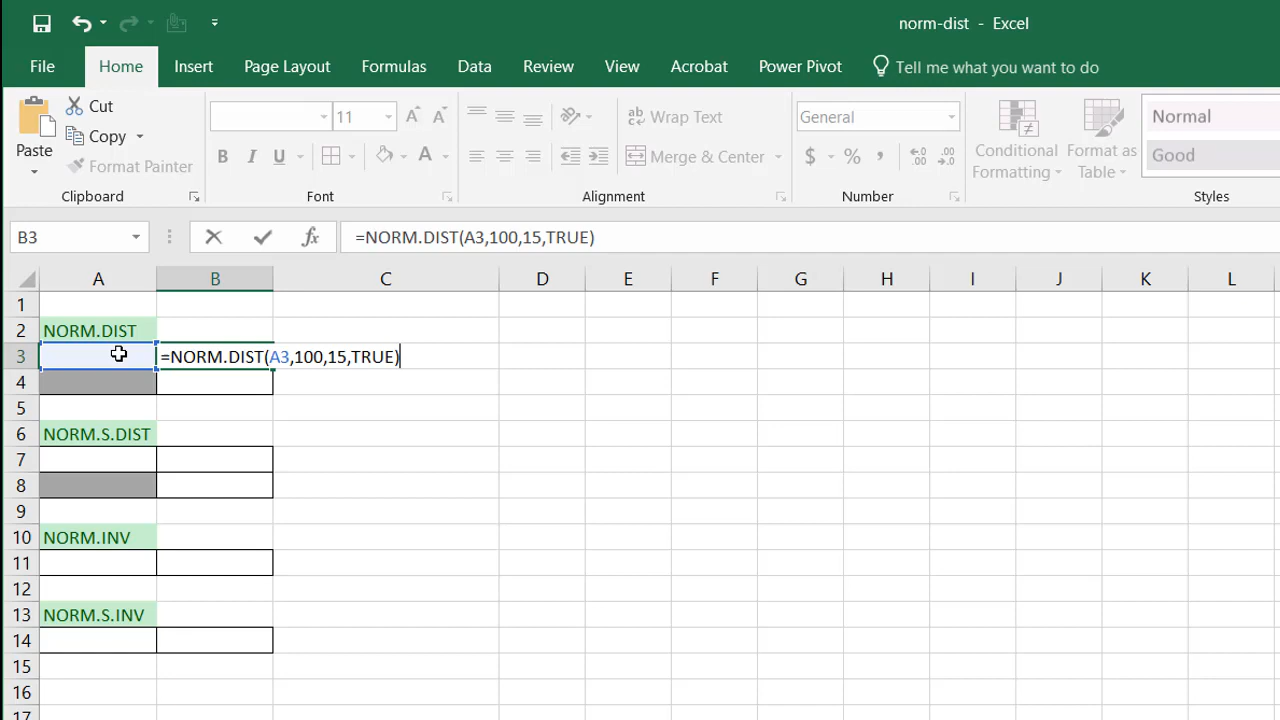 norm-dist - Excel
File Home Insert Page Layout Formulas Data Review View Acrobat Power Pivot Tell me what you want to do
Paste
Cut
Copy
Format Painter
Clipboard
11
B I U A
Font
ab Wrap Text
Merge & Center
Alignment
General
$ % , .00 .00
Number
Conditional Formatting
Format as Table
Normal
Good
Styles
B3 fx =NORM.DIST(A3,100,15,TRUE)
A B C D E F G H I J K L
1
2 NORM.DIST
3 =NORM.DIST(A3,100,15,TRUE)
4
5
6 NORM.S.DIST
7
8
9
10 NORM.INV
11
12
13 NORM.S.INV
14
15
16
17